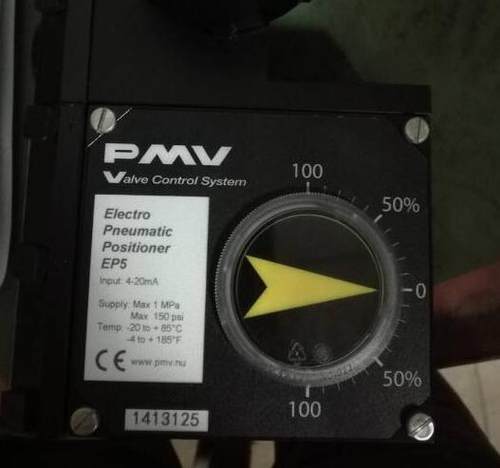 PMV
Valve Control System
Electro
Pneumatic
Positioner
EP5
Input: 4-20mA
Supply: Max 1 MPa
Max 150 psi
Temp: -20 to + 85°C
-4 to + 185°F
CE www.pmv.nu
1413125
100
50%
0
50%
100